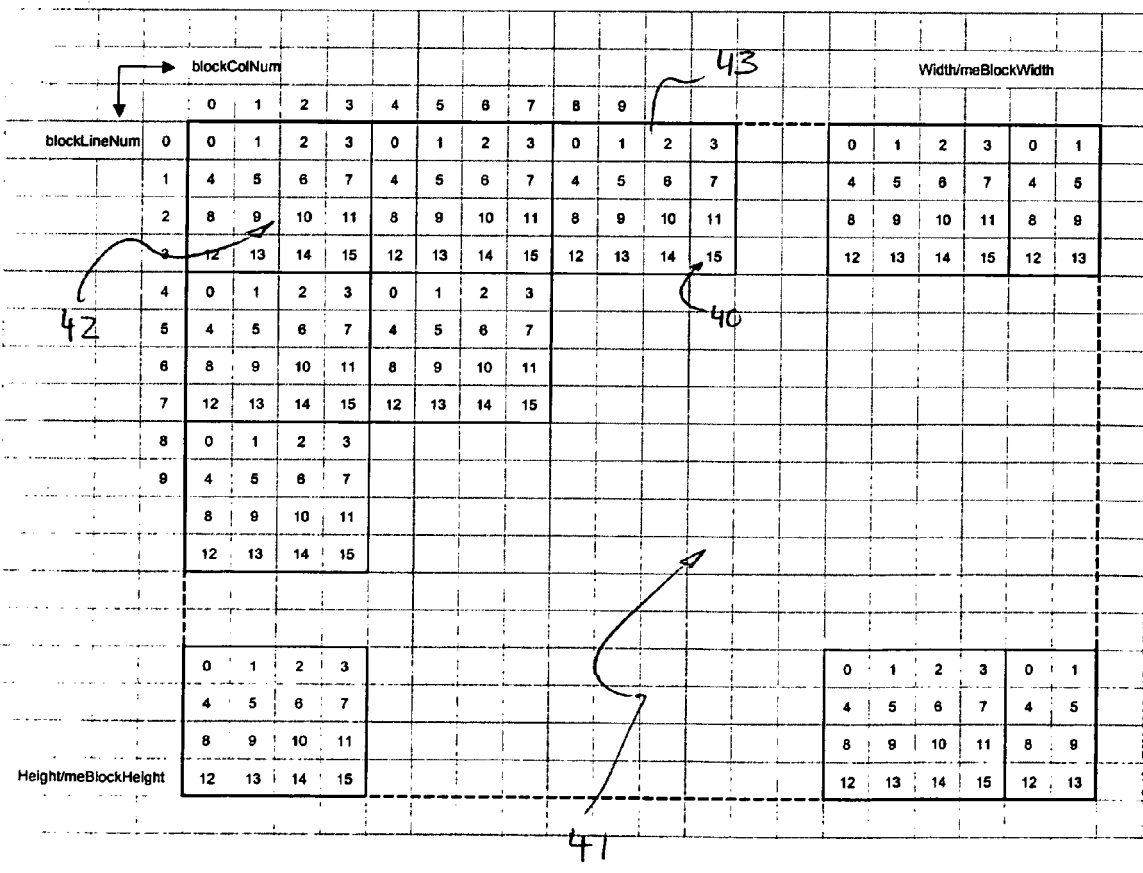 43
blockColNum Width/meBlockWidth
0 1 2 3 4 5 6 7 8 9
blockLineNum 0 0 1 2 3 0 1 2 3 0 1 2 3 0 1 2 3 0 1
1 4 5 6 7 4 5 6 7 4 5 6 7 4 5 6 7 4 5
2 8 9 10 11 8 9 10 11 8 9 10 11 8 9 10 11 8 9
3 12 13 14 15 12 13 14 15 12 13 14 15 12 13 14 15 12 13
4 0 1 2 3 0 1 2 3
42 40
5 4 5 6 7 4 5 6 7
6 8 9 10 11 8 9 10 11
7 12 13 14 15 12 13 14 15
8 0 1 2 3
9 4 5 6 7
8 9 10 11
12 13 14 15
0 1 2 3 0 1 2 3 0 1
4 5 6 7 4 5 6 7 4 5
8 9 10 11 8 9 10 11 8 9
Height/meBlockHeight 12 13 14 15 12 13 14 15 12 13
41